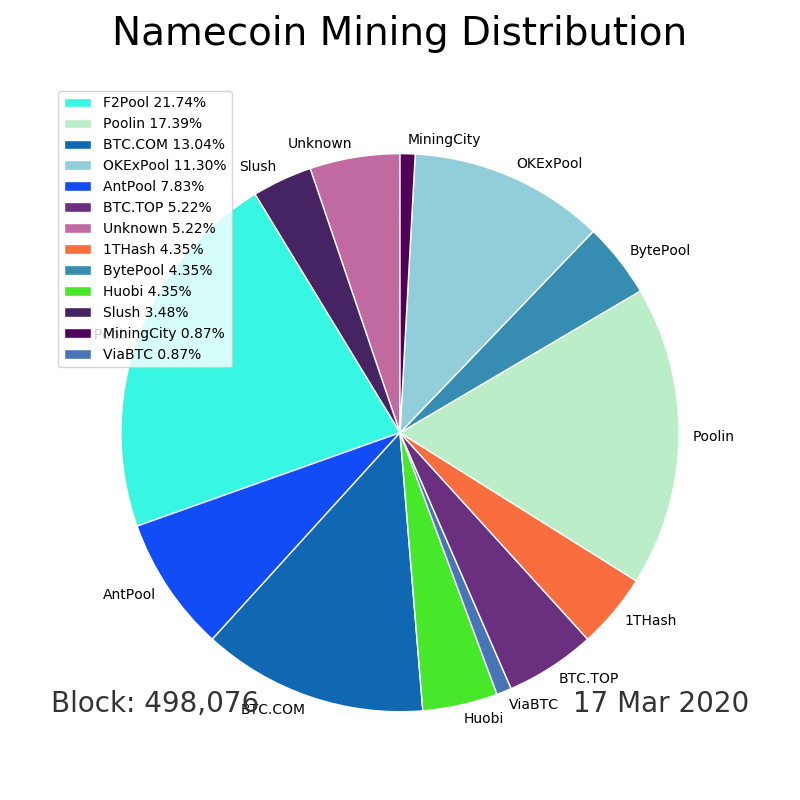 Namecoin Mining Distribution
F2Pool 21.74%
Poolin 17.39%
BTC.COM 13.04%
OKExPool 11.30%
AntPool 7.83%
BTC.TOP 5.22%
Unknown 5.22%
1THash 4.35%
BytePool 4.35%
Huobi 4.35%
Slush 3.48%
MiningCity 0.87%
ViaBTC 0.87%
MiningCity
Unknown
OKExPool
Slush
BytePool
Poolin
AntPool
1THash
BTC.TOP
ViaBTC
BTC.COM
Huobi
Block: 498,076
17 Mar 2020